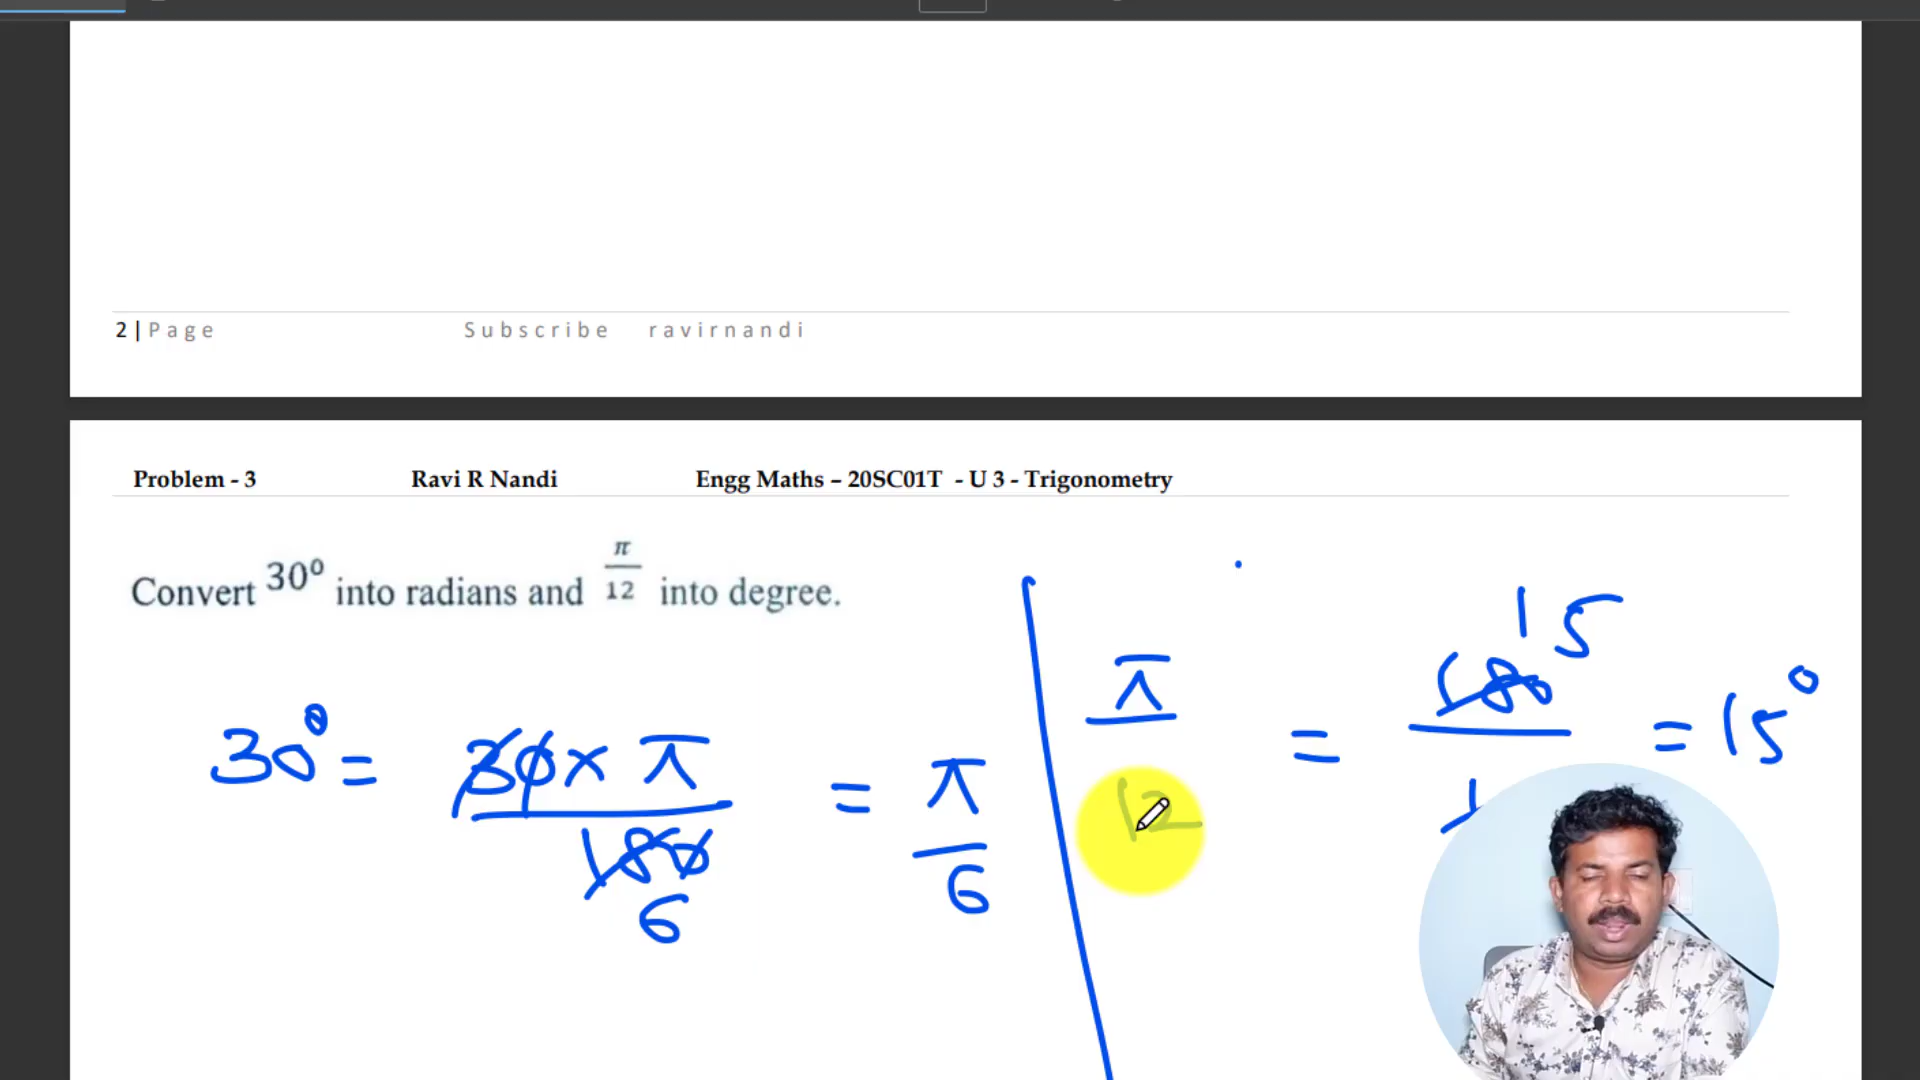 2 | Page Subscribe ravirnandi
Problem - 3 Ravi R Nandi Engg Maths – 20SC01T - U 3 - Trigonometry
Convert 30⁰ into radians and π/12 into degree.
30° = 30 × π / 180 6 = π / 6
π / 12 = 180 15 / 1 = 15°